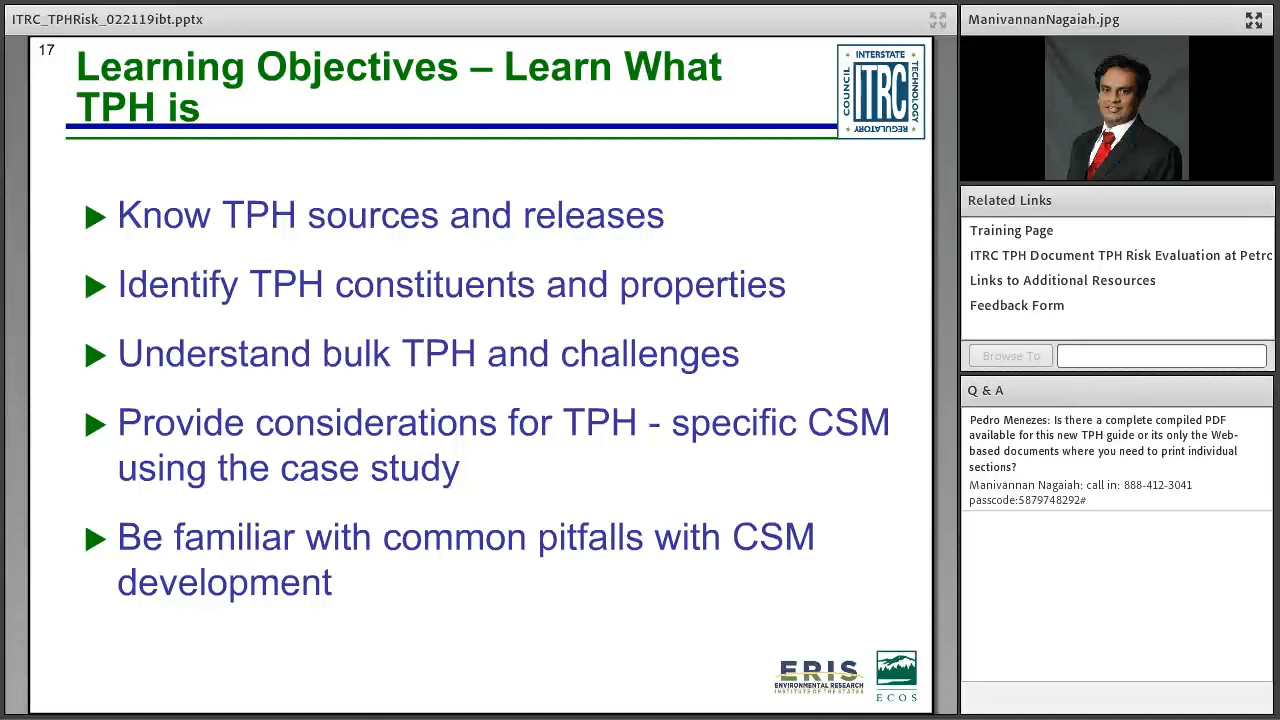 ITRC_TPHRisk_022119ibt.pptx
17
Learning Objectives – Learn What
TPH is
INTERSTATE
COUNCIL
ITRC
TECHNOLOGY
REGULATORY
Know TPH sources and releases
Identify TPH constituents and properties
Understand bulk TPH and challenges
Provide considerations for TPH - specific CSM
using the case study
Be familiar with common pitfalls with CSM
development
ERIS
ENVIRONMENTAL RESEARCH
INSTITUTE OF THE STATES
ECOS
ManivannanNagaiah.jpg
Related Links
Training Page
ITRC TPH Document TPH Risk Evaluation at Petrc
Links to Additional Resources
Feedback Form
Browse To
Q & A
Pedro Menezes: Is there a complete compiled PDF
available for this new TPH guide or its only the Web-
based documents where you need to print individual
sections?
Manivannan Nagaiah: call in: 888-412-3041
passcode:5879748292#